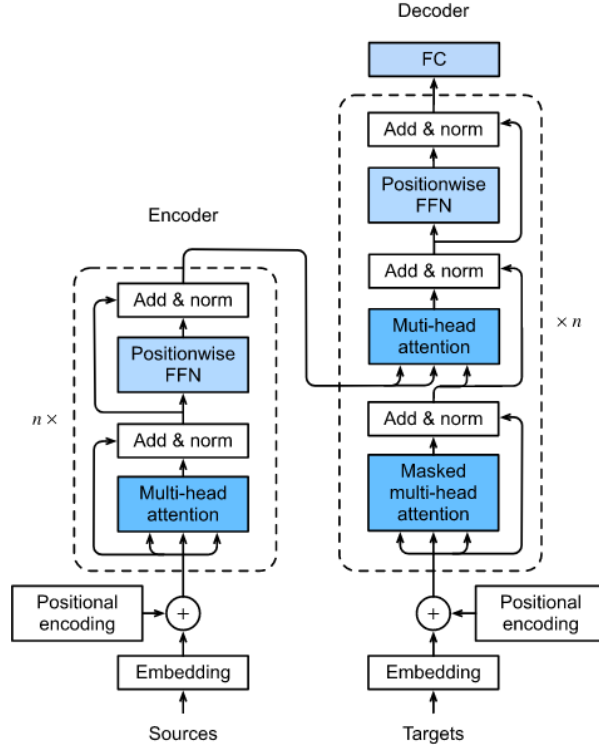 Decoder
FC
Add & norm
Positionwise
FFN
Add & norm
Muti-head
attention
Add & norm
Masked
multi-head
attention
× n
Positional
encoding
+
Embedding
Targets
Encoder
Add & norm
Positionwise
FFN
n ×
Add & norm
Multi-head
attention
Positional
encoding
+
Embedding
Sources